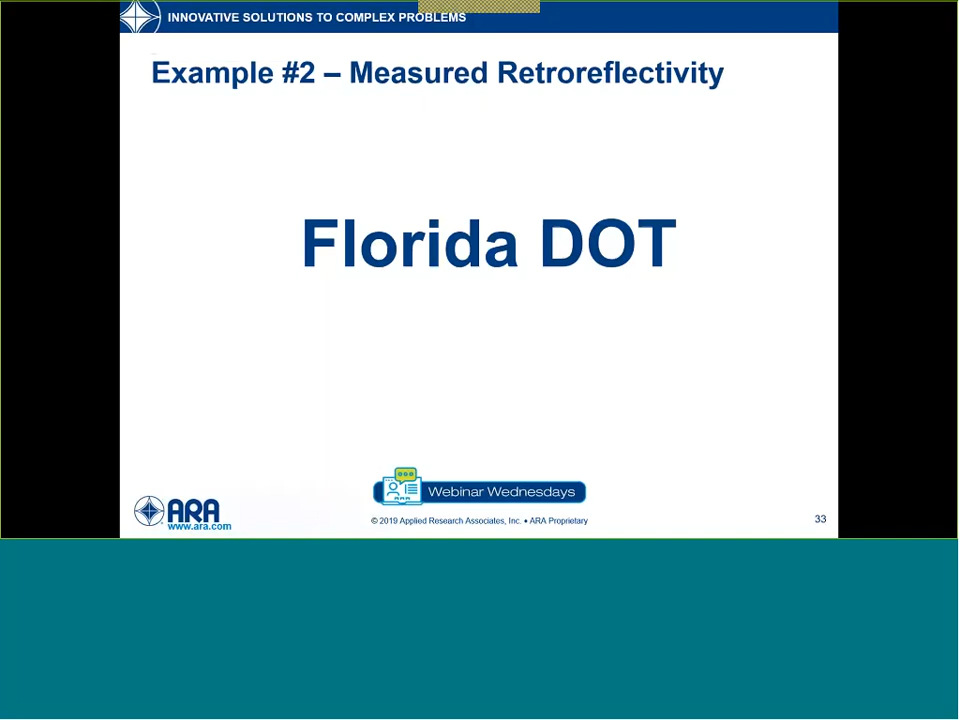 INNOVATIVE SOLUTIONS TO COMPLEX PROBLEMS
Example #2 – Measured Retroreflectivity
Florida DOT
ARA
Webinar Wednesdays
ARA
www.ara.com
© 2019 Applied Research Associates, Inc. • ARA Proprietary
33